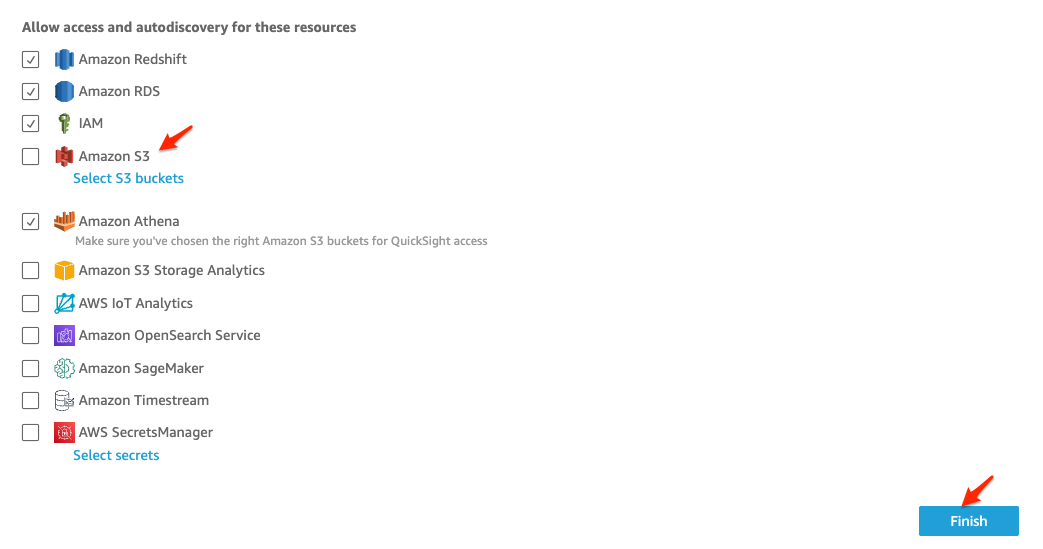 Allow access and autodiscovery for these resources
Amazon Redshift
Amazon RDS
IAM
Amazon S3
Select S3 buckets
Amazon Athena
Make sure you've chosen the right Amazon S3 buckets for QuickSight access
Amazon S3 Storage Analytics
AWS IoT Analytics
Amazon OpenSearch Service
Amazon SageMaker
Amazon Timestream
AWS SecretsManager
Select secrets
Finish